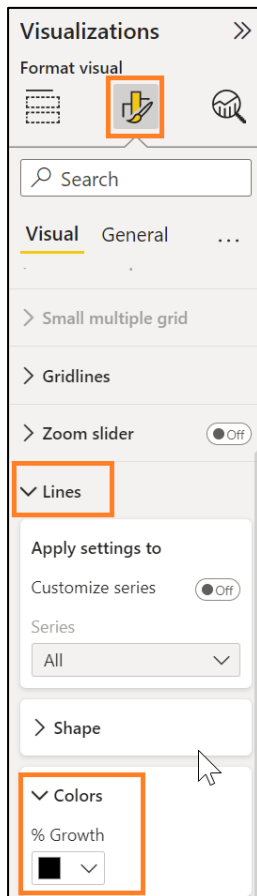 Visualizations
Format visual
Search
Visual General ...
Small multiple grid
Gridlines
Zoom slider Off
Lines
Apply settings to
Customize series Off
Series
All
Shape
Colors
% Growth